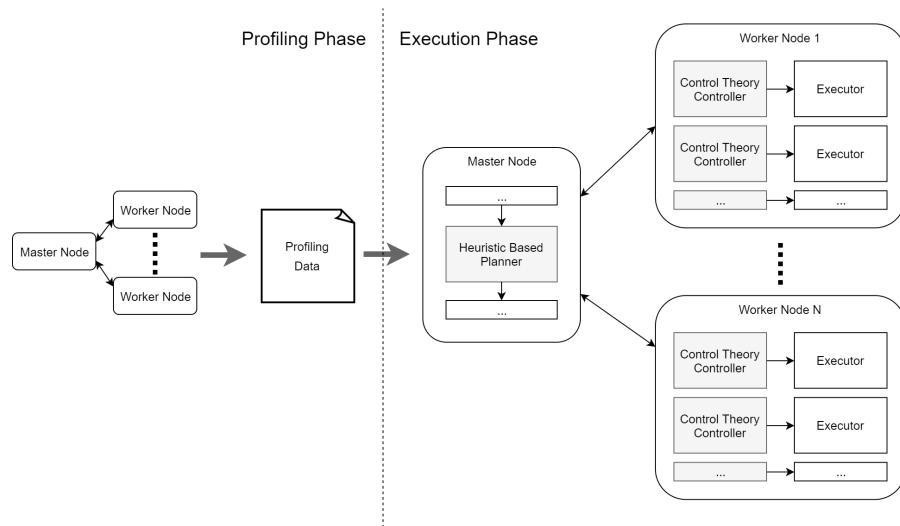 Profiling Phase
Execution Phase
Master Node
Worker Node
Worker Node
Profiling
Data
Master Node
...
Heuristic Based
Planner
...
Worker Node 1
Control Theory
Controller
Executor
Control Theory
Controller
Executor
...
...
Worker Node N
Control Theory
Controller
Executor
Control Theory
Controller
Executor
...
...